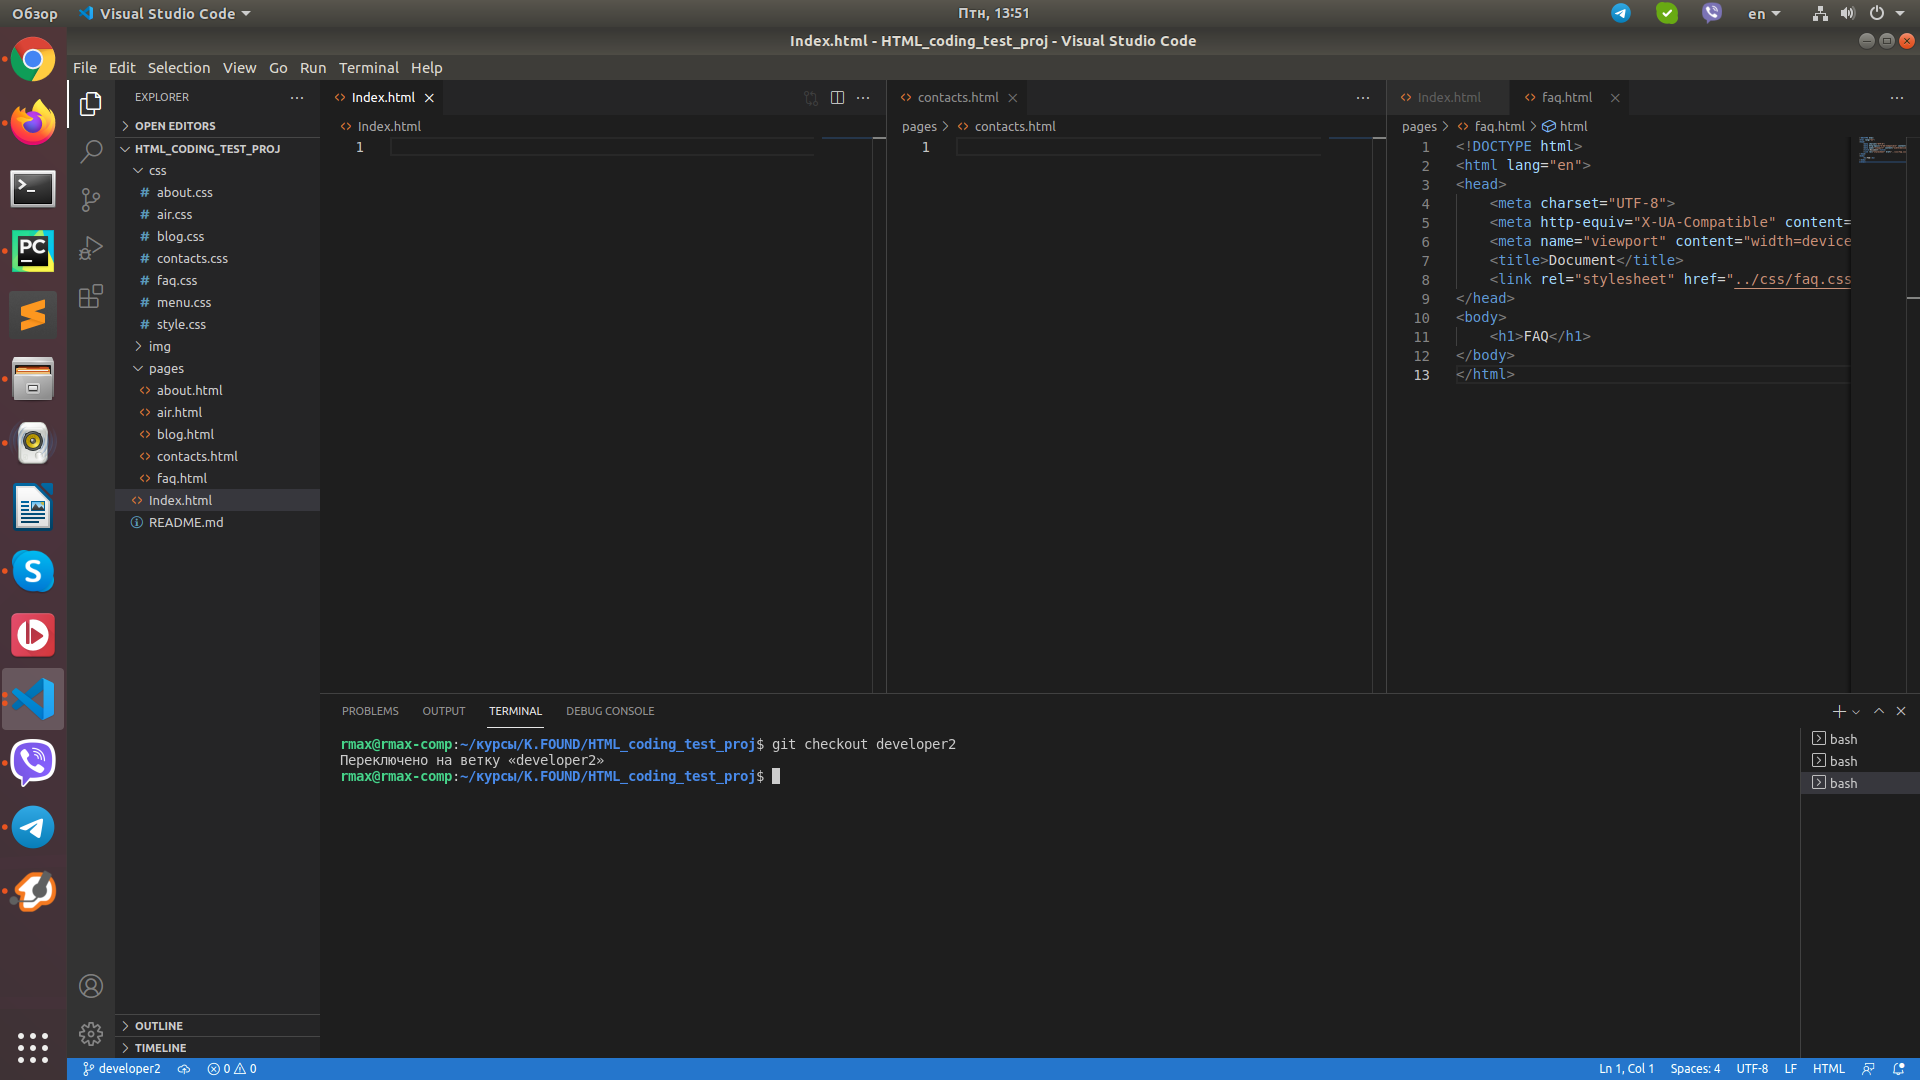 Обзор Visual Studio Code Птн, 13:51 en
Index.html - HTML_coding_test_proj - Visual Studio Code
File Edit Selection View Go Run Terminal Help
EXPLORER
OPEN EDITORS
HTML_CODING_TEST_PROJ
css
about.css
air.css
blog.css
contacts.css
faq.css
menu.css
style.css
img
pages
about.html
air.html
blog.html
contacts.html
faq.html
Index.html
README.md
OUTLINE
TIMELINE
Index.html
Index.html
1
contacts.html
pages > contacts.html
1
Index.html faq.html
pages > faq.html > html
1 <!DOCTYPE html>
2 <html lang="en">
3 <head>
4 <meta charset="UTF-8">
5 <meta http-equiv="X-UA-Compatible" content=
6 <meta name="viewport" content="width=device
7 <title>Document</title>
8 <link rel="stylesheet" href="../css/faq.css
9 </head>
10 <body>
11 <h1>FAQ</h1>
12 </body>
13 </html>
PROBLEMS OUTPUT TERMINAL DEBUG CONSOLE
rmax@rmax-comp:~/курсы/K.FOUND/HTML_coding_test_proj$ git checkout developer2
Переключено на ветку «developer2»
rmax@rmax-comp:~/курсы/K.FOUND/HTML_coding_test_proj$
bash
bash
bash
developer2 0 0 Ln 1, Col 1 Spaces: 4 UTF-8 LF HTML